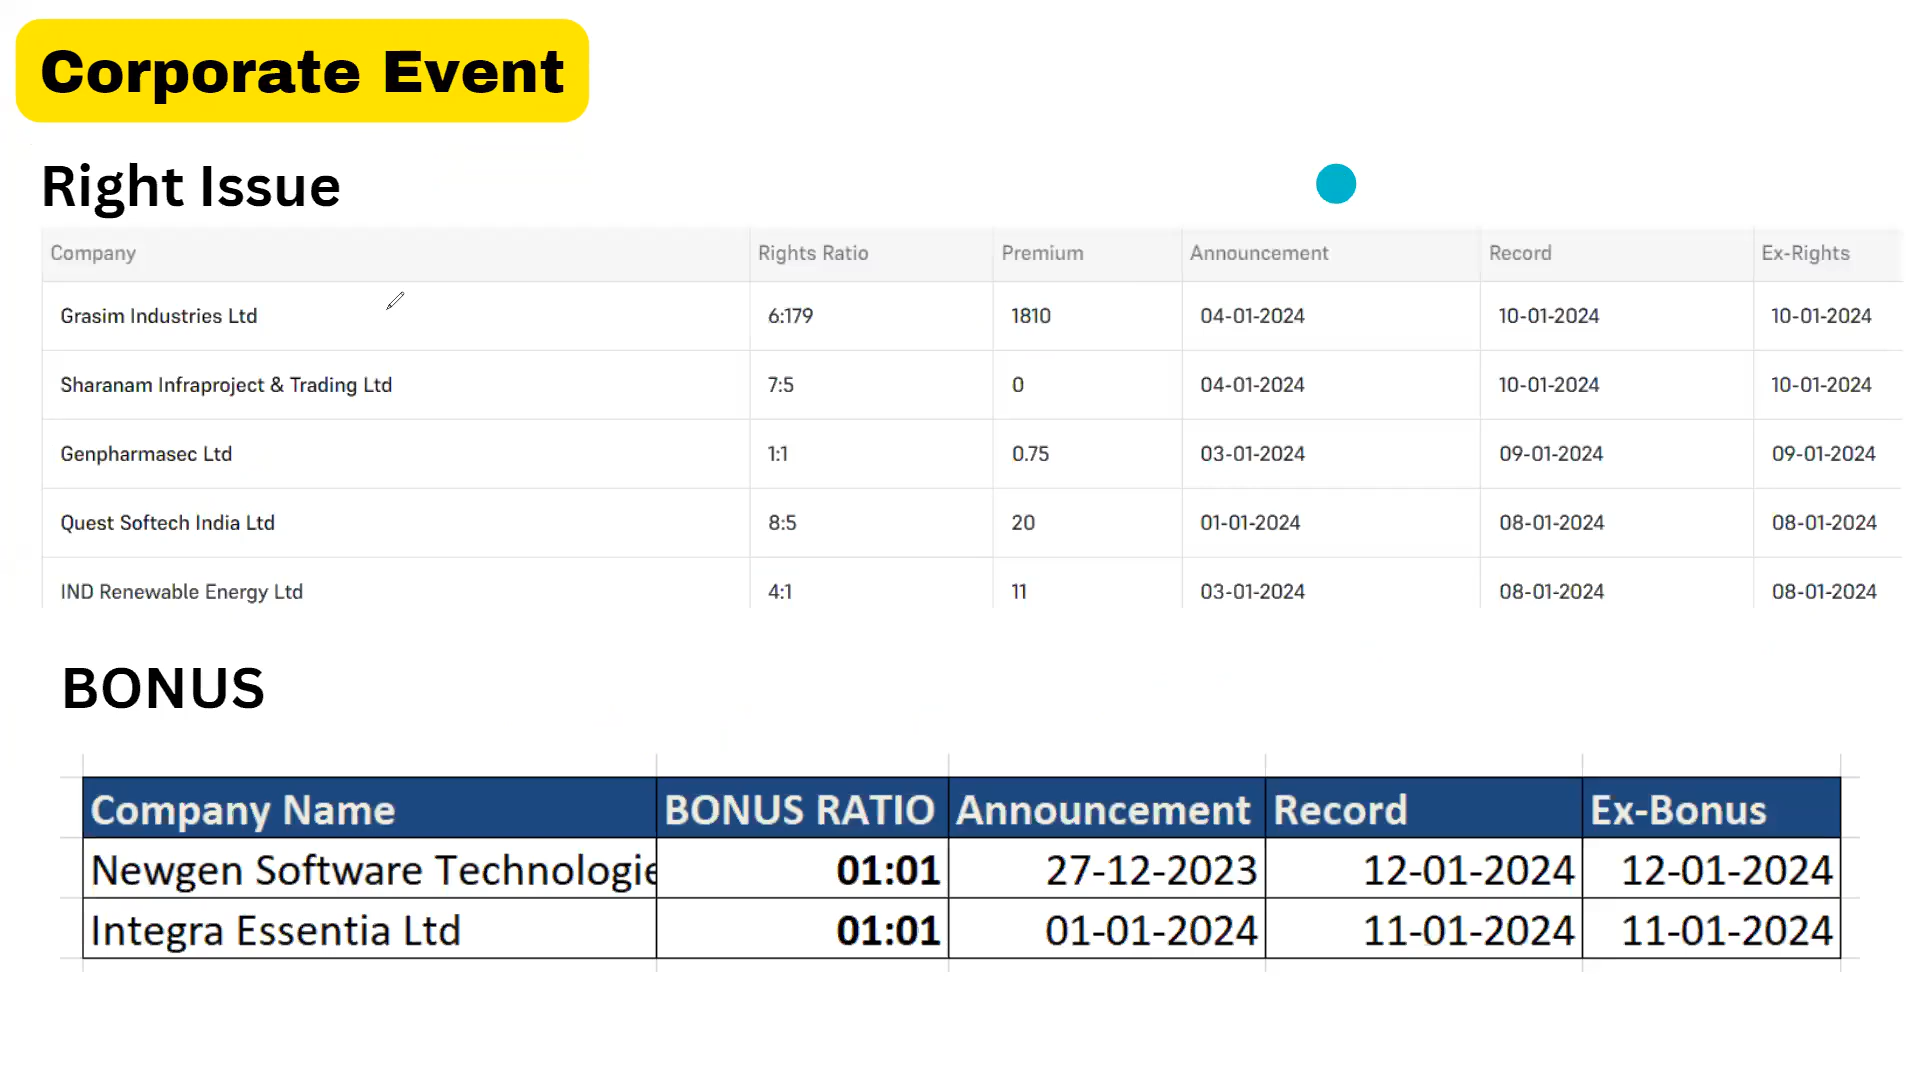 Corporate Event
Right Issue
Company Rights Ratio Premium Announcement Record Ex-Rights
Grasim Industries Ltd 6:179 1810 04-01-2024 10-01-2024 10-01-2024
Sharanam Infraproject & Trading Ltd 7:5 0 04-01-2024 10-01-2024 10-01-2024
Genpharmasec Ltd 1:1 0.75 03-01-2024 09-01-2024 09-01-2024
Quest Softech India Ltd 8:5 20 01-01-2024 08-01-2024 08-01-2024
IND Renewable Energy Ltd 4:1 11 03-01-2024 08-01-2024 08-01-2024
BONUS
Company Name BONUS RATIO Announcement Record Ex-Bonus
Newgen Software Technologie 01:01 27-12-2023 12-01-2024 12-01-2024
Integra Essentia Ltd 01:01 01-01-2024 11-01-2024 11-01-2024